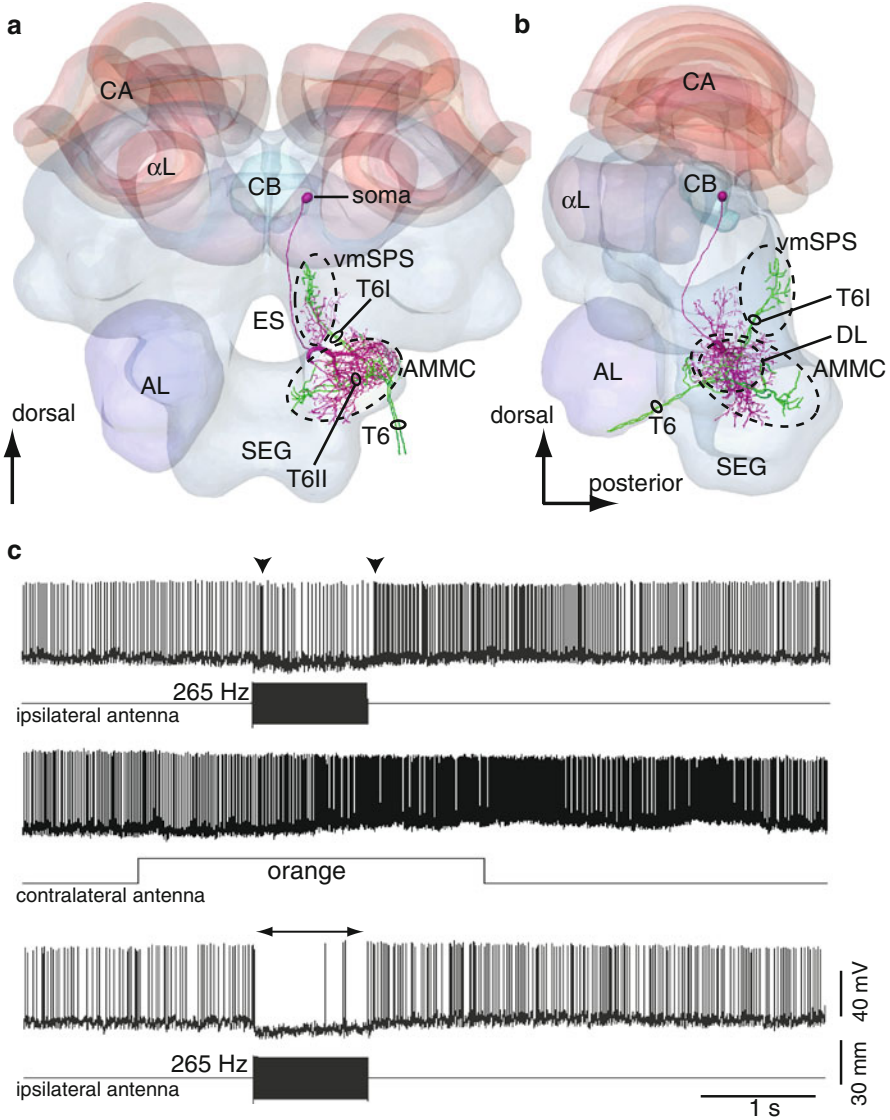 a
CA
αL
CB
soma
vmSPS
T6I
ES
AL
AMMC
dorsal
SEG
T6
T6II
b
CA
αL
CB
vmSPS
T6I
DL
AL
AMMC
dorsal
T6
SEG
posterior
c
265 Hz
ipsilateral antenna
orange
contralateral antenna
265 Hz
ipsilateral antenna
40 mV
30 mm
1 s